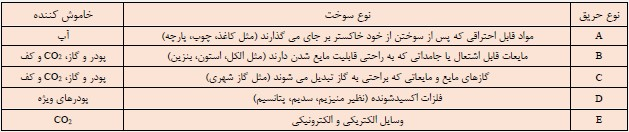 نوع حریق	نوع سوخت	خاموش کننده
A	مواد قابل احتراقی که پس از سوختن از خود خاکستر بر جای می گذارند (مثل کاغذ، چوب، پارچه)	آب
B	مایعات قابل اشتعال یا جامداتی که به راحتی قابلیت مایع شدن دارند (مثل الکل، استون، بنزین)	پودر و گاز، CO2 و کف
C	گازهای مایع و مایعاتی که براحتی به گاز تبدیل می شوند (مثل گاز شهری)	پودر و گاز، CO2 و کف
D	فلزات اکسیدشونده (نظیر منیزیم، سدیم، پتانسیم)	پودرهای ویژه
E	وسایل الکتریکی و الکترونیکی	CO2